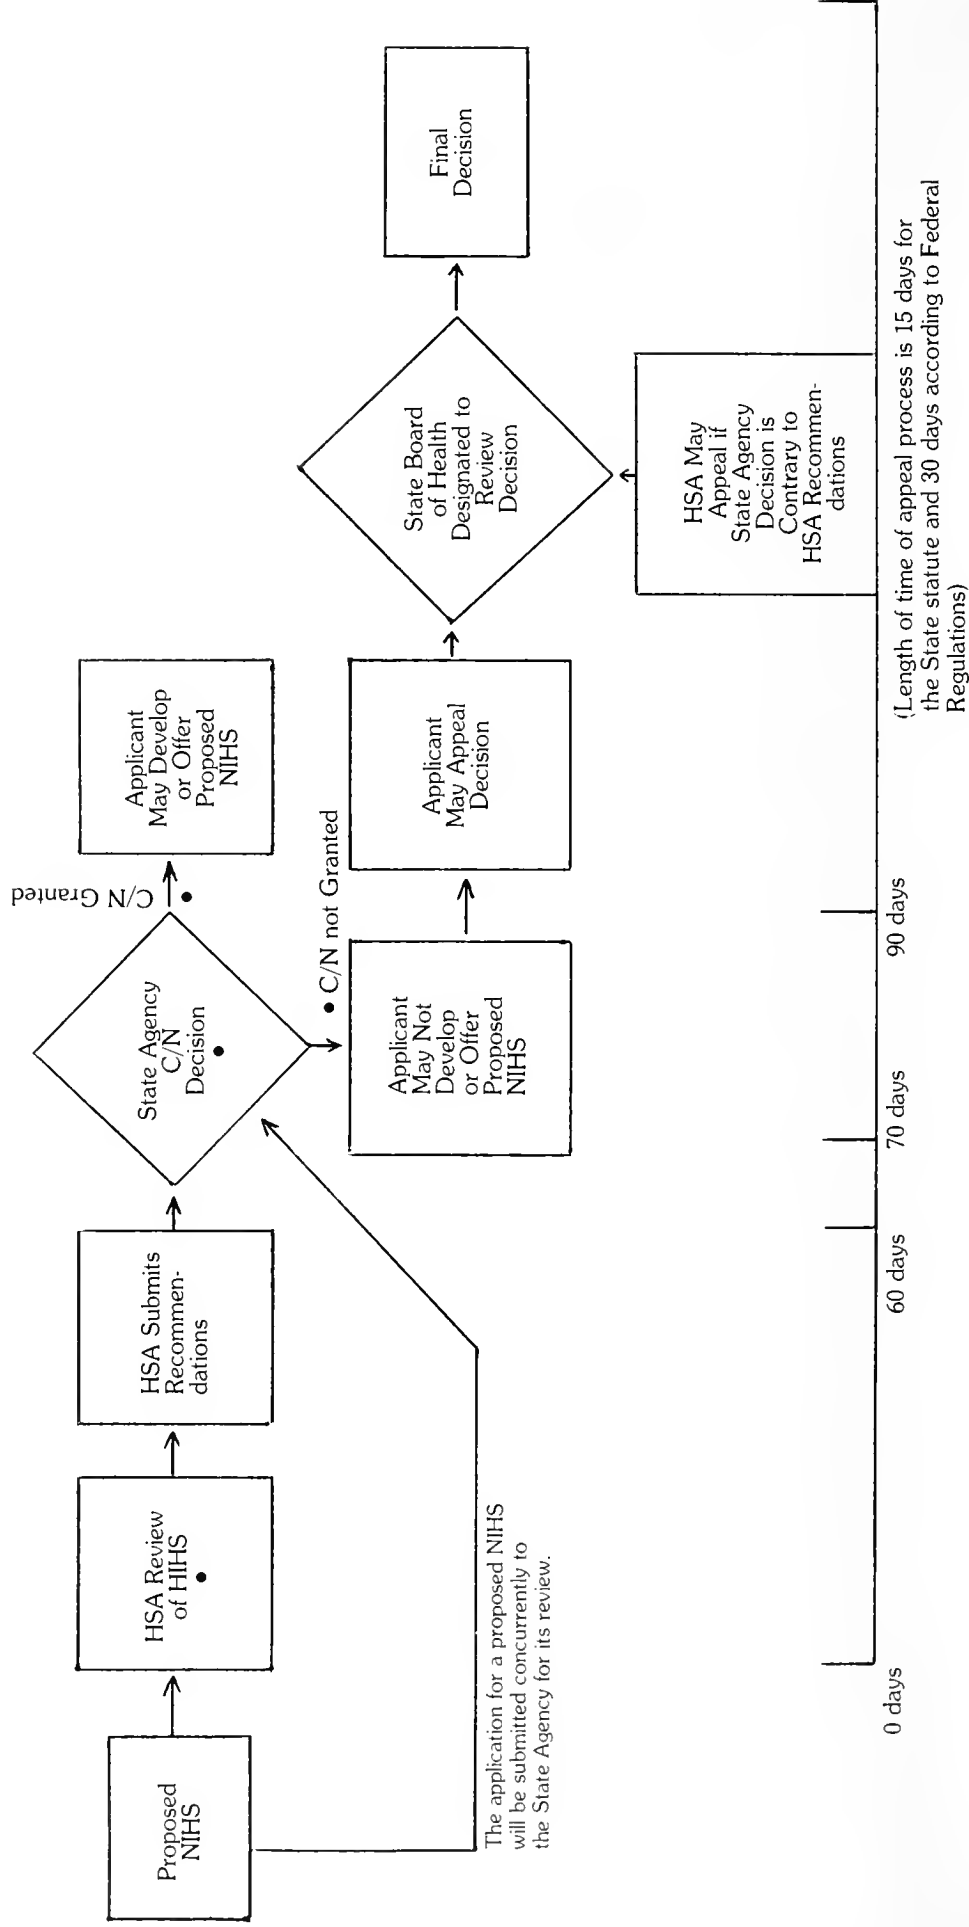 Proposed
NIHS
HSA Review
of HIHS
HSA Submits
Recommen-
dations
State Agency
C/N
Decision
C/N Granted
Applicant
May Develop
or Offer
Proposed
NIHS
• C/N not Granted
Applicant
May Not
Develop
or Offer
Proposed
NIHS
Applicant
May Appeal
Decision
State Board
of Health
Designated to
Review
Decision
Final
Decision
HSA May
Appeal if
State Agency
Decision is
Contrary to
HSA Recommen-
dations
The application for a proposed NIHS
will be submitted concurrently to
the State Agency for its review.
0 days
60 days
70 days
90 days
(Length of time of appeal process is 15 days for
the State statute and 30 days according to Federal
Regulations)